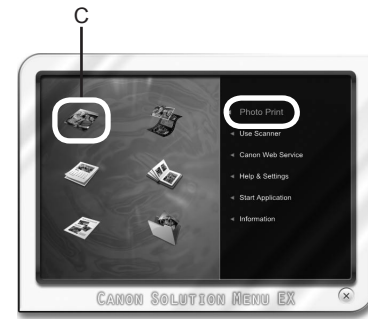 C
Photo Print
Use Scanner
Canon Web Service
Help & Settings
Start Application
Information
CANON SOLUTION MENU EX